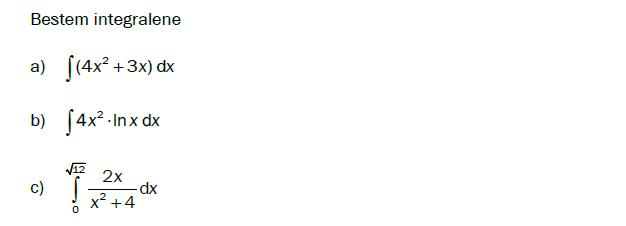 Bestem integralene
a) ∫(4x² + 3x) dx
b) ∫4x² · ln x dx
c) ∫₀^√12 2x/(x² + 4) dx